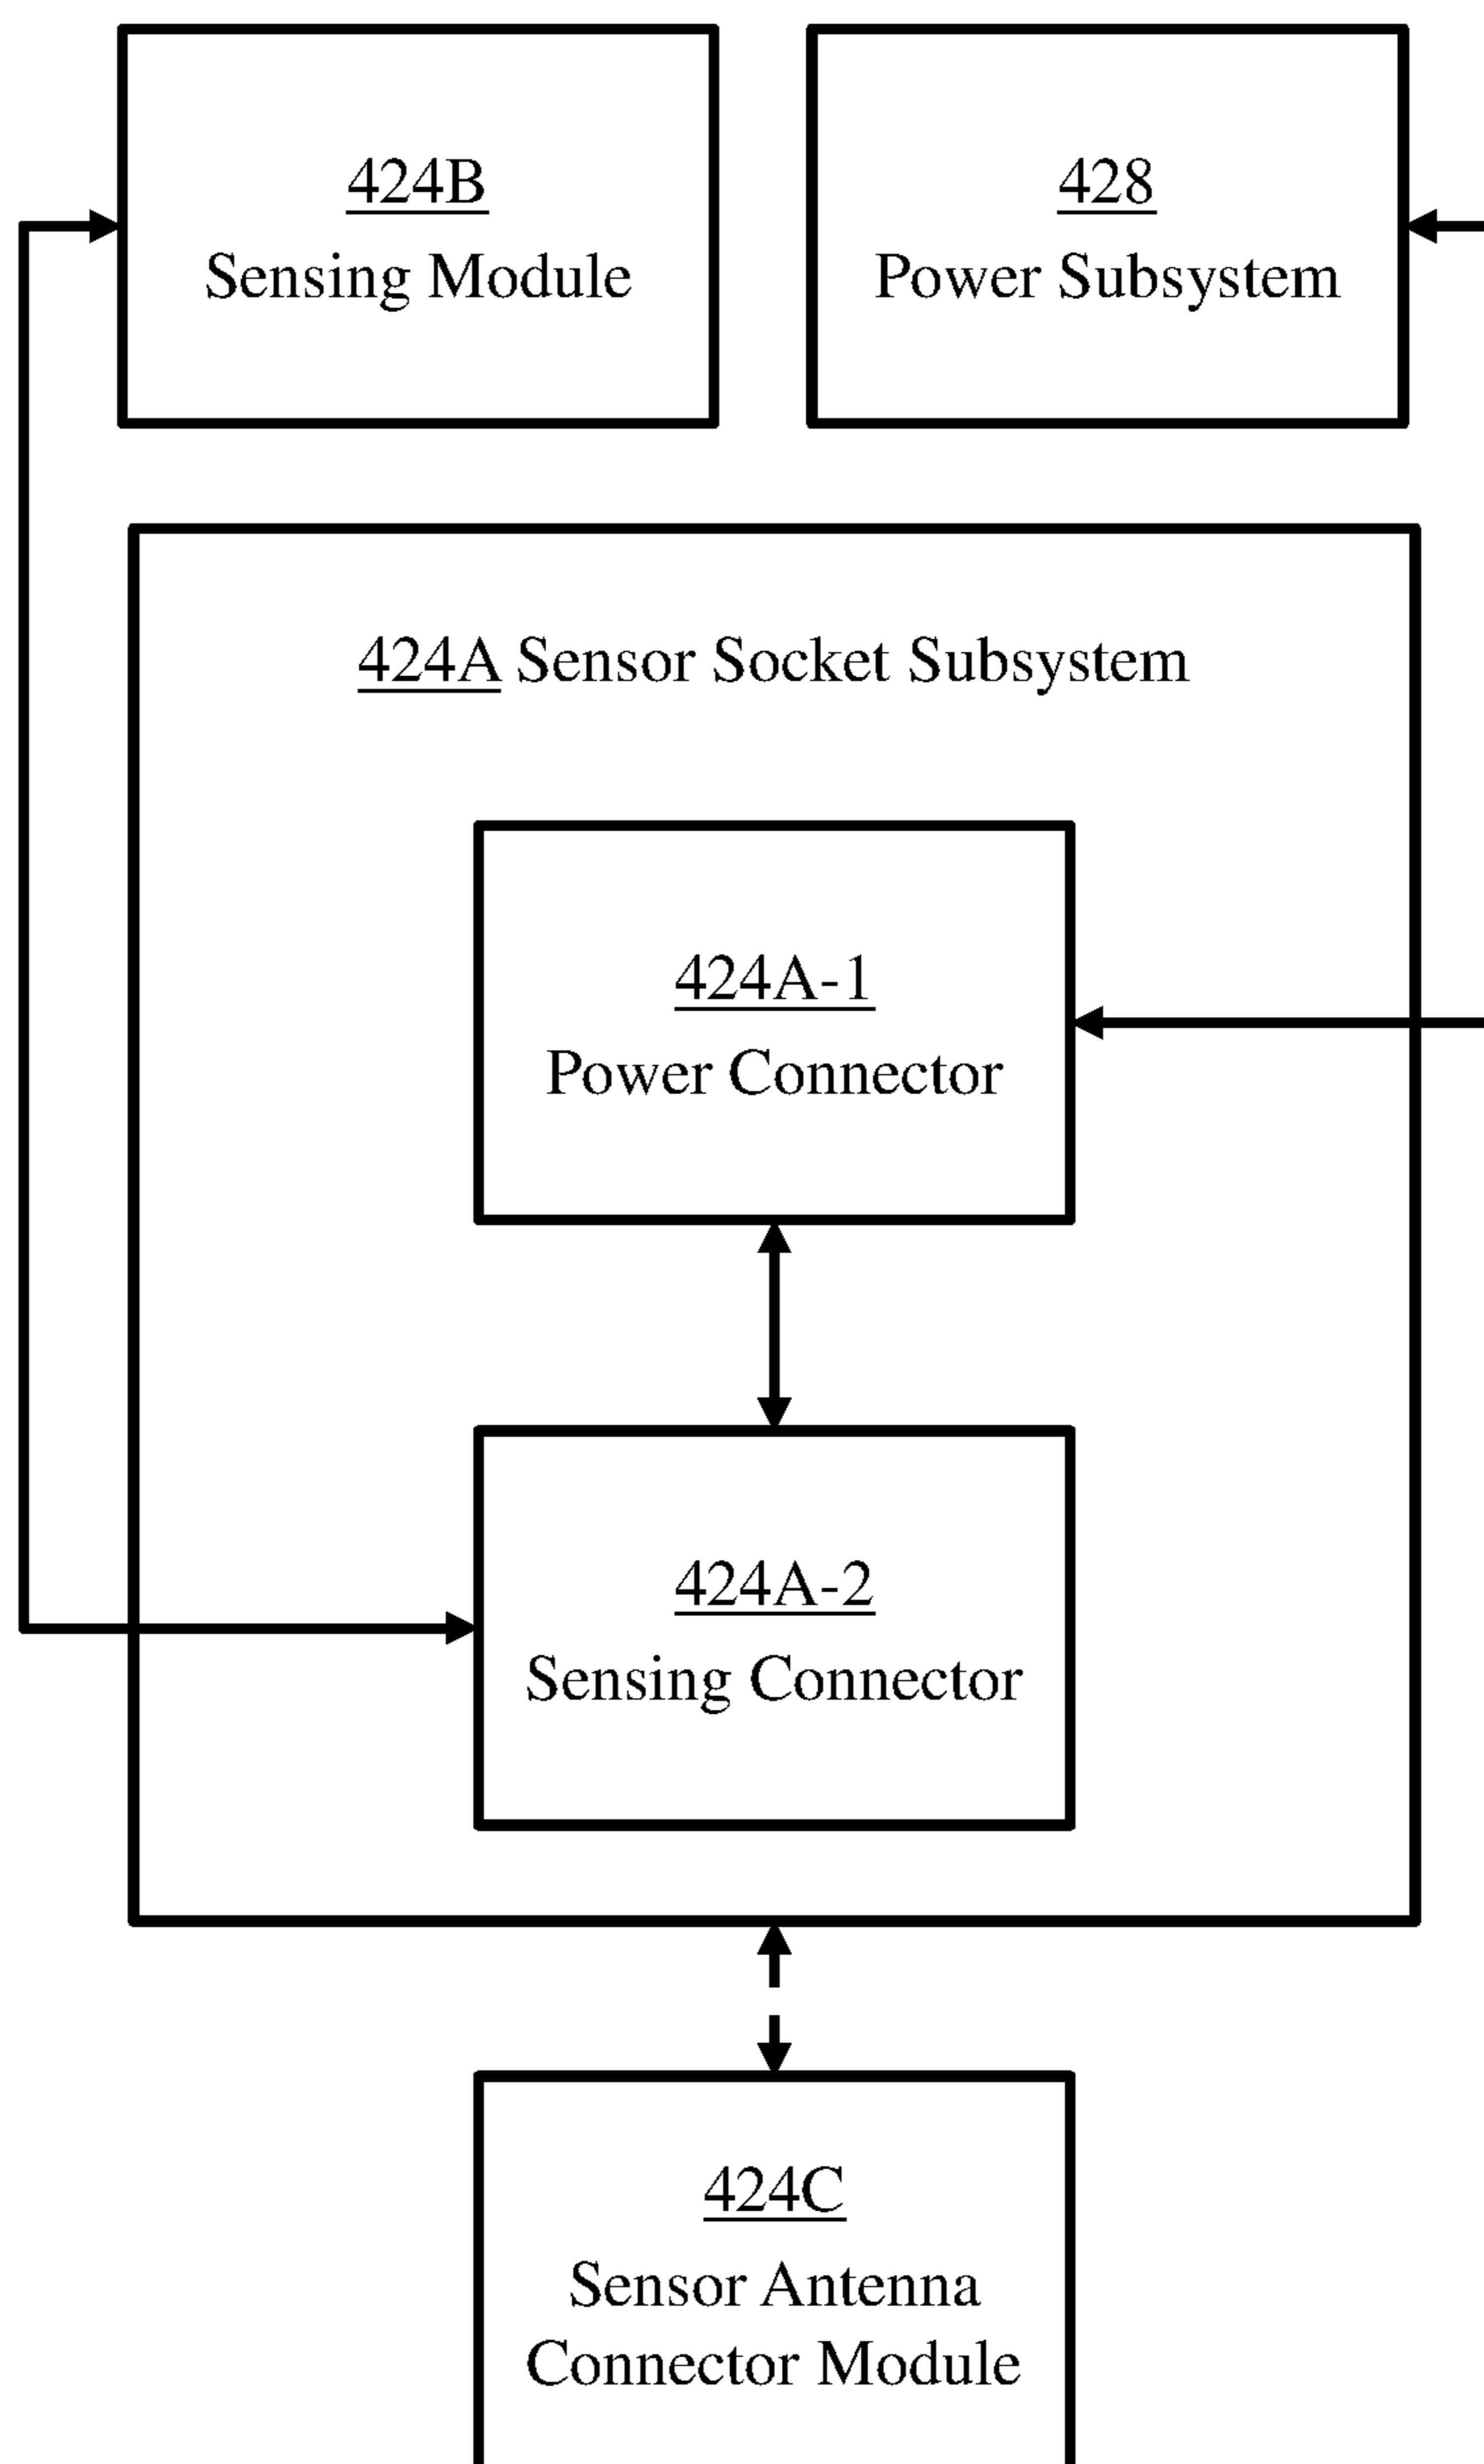 424B
Sensing Module
428
Power Subsystem
424A Sensor Socket Subsystem
424A-1
Power Connector
424A-2
Sensing Connector
424C
Sensor Antenna
Connector Module